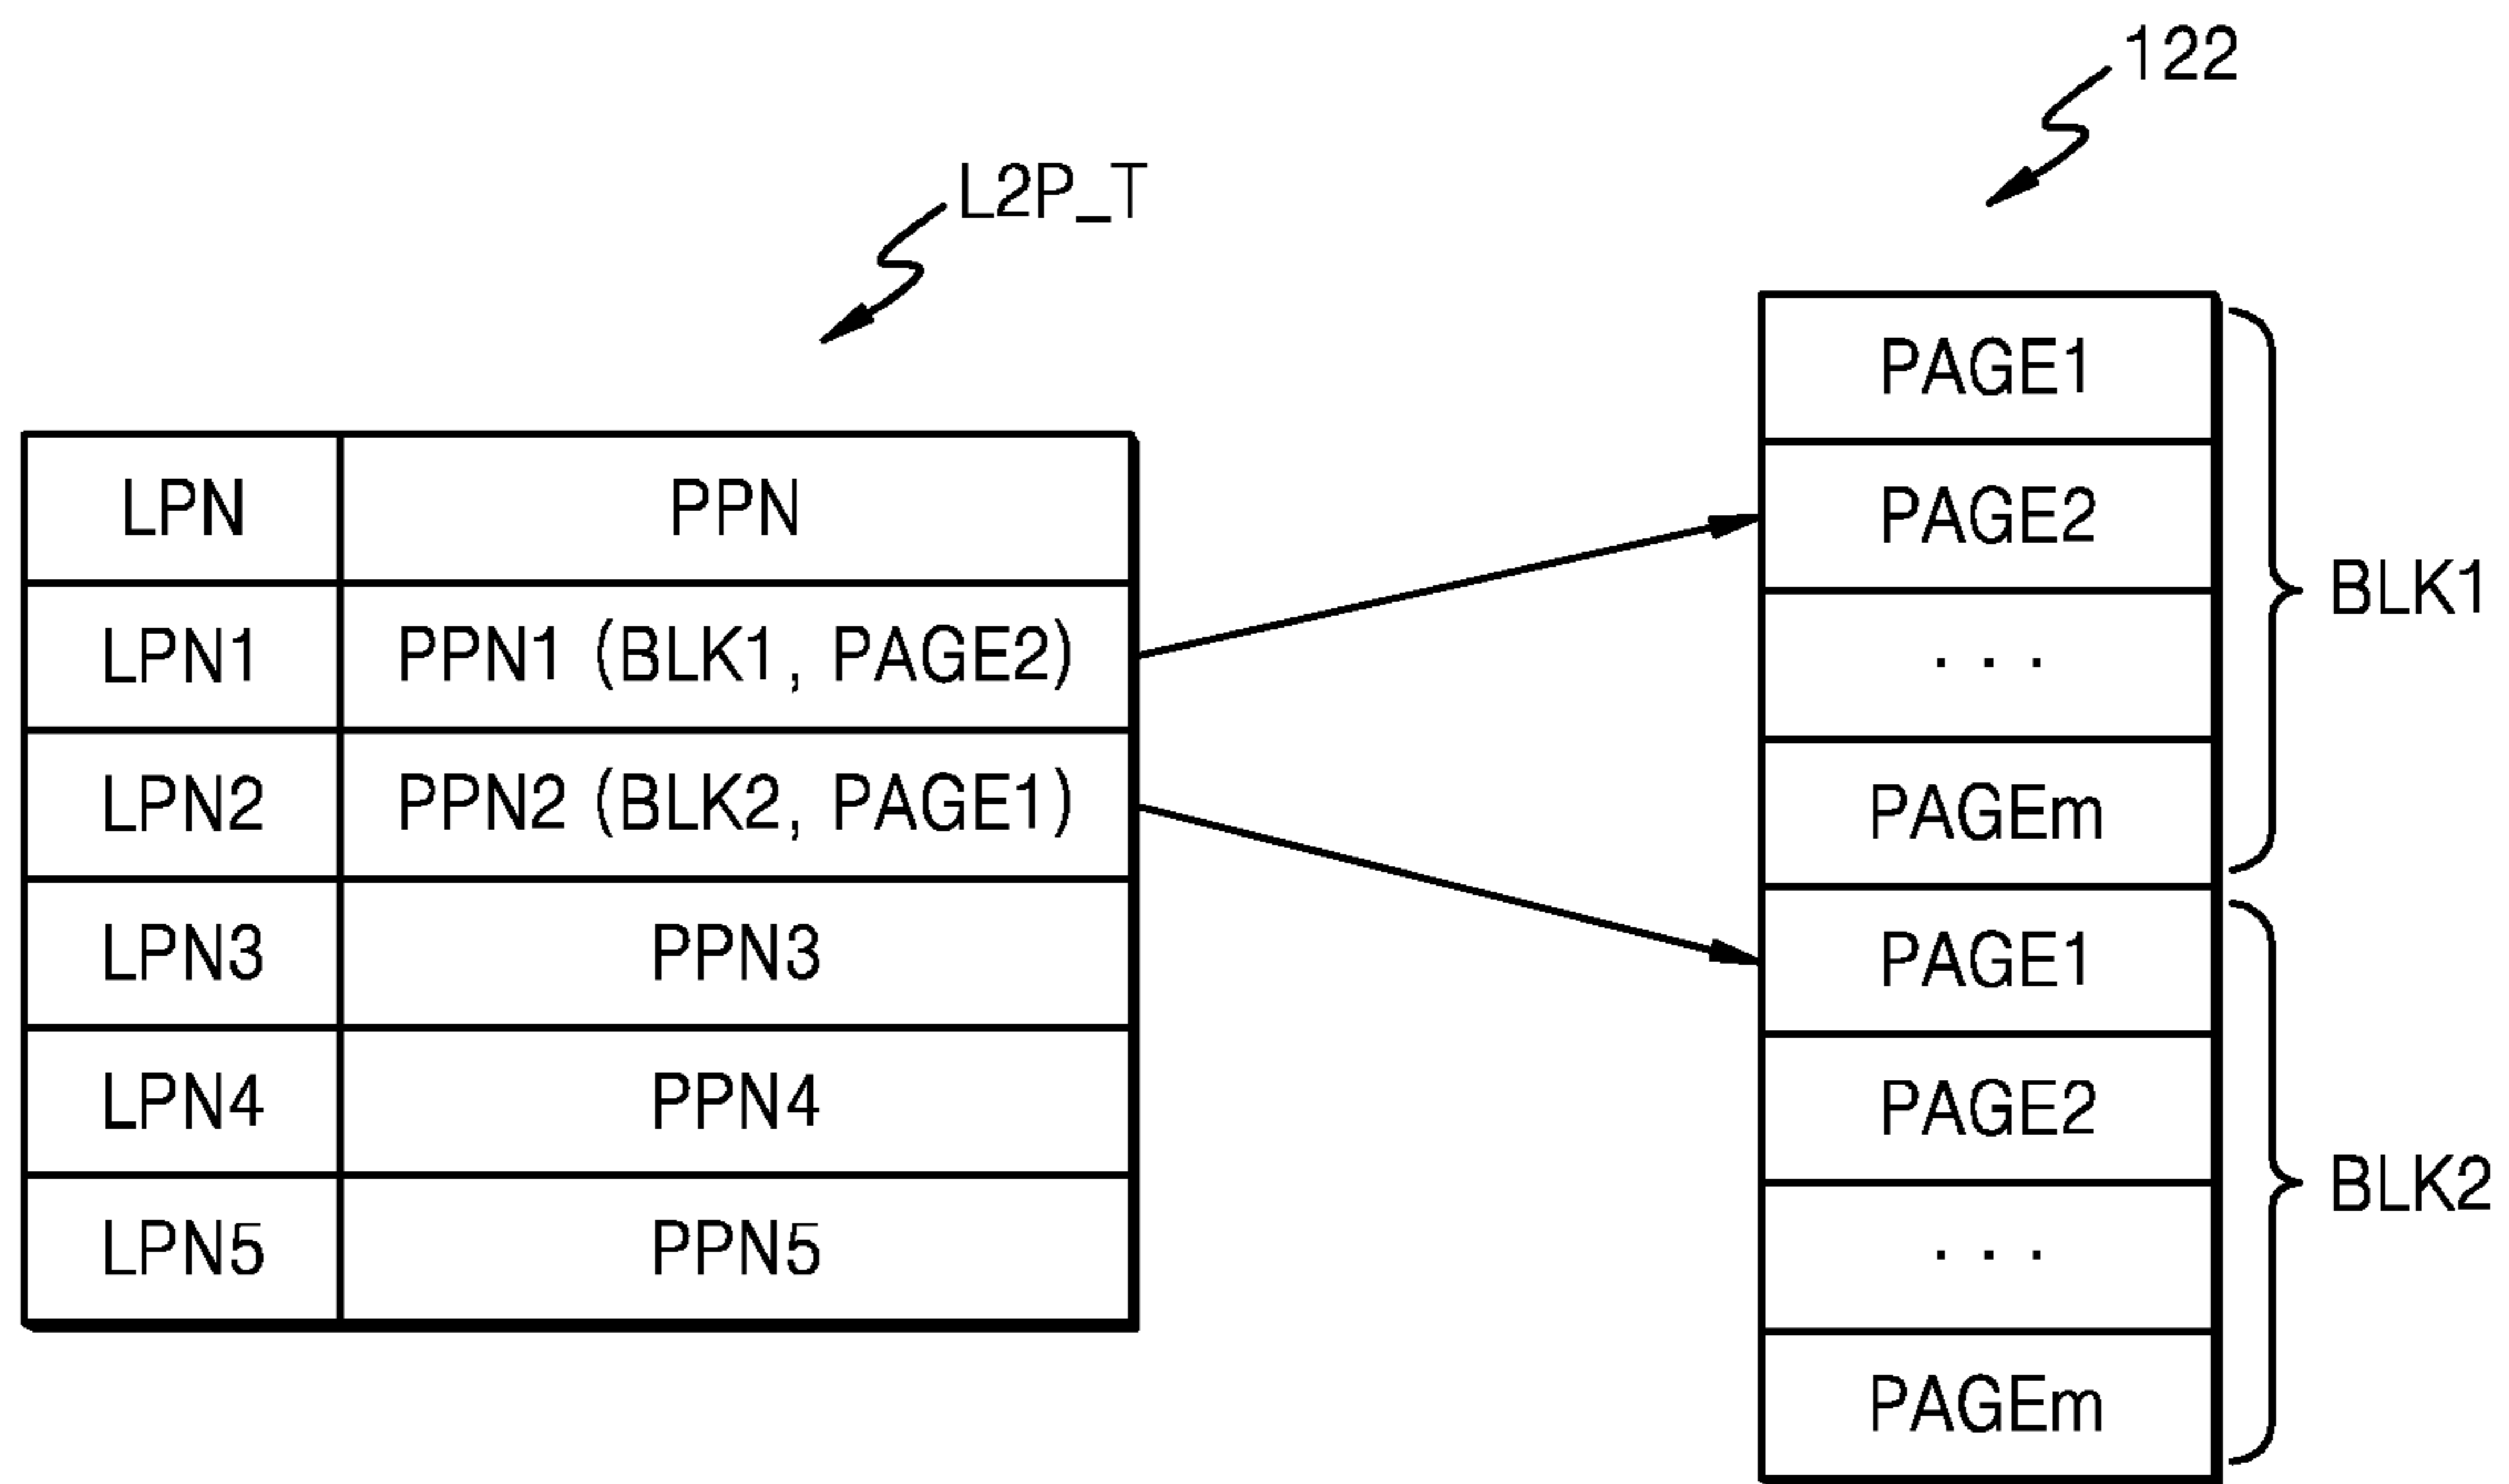 122
L2P_T
LPN PPN
LPN1 PPN1 (BLK1, PAGE2)
LPN2 PPN2 (BLK2, PAGE1)
LPN3 PPN3
LPN4 PPN4
LPN5 PPN5
PAGE1
PAGE2
. . .
PAGEm
BLK1
PAGE1
PAGE2
. . .
PAGEm
BLK2